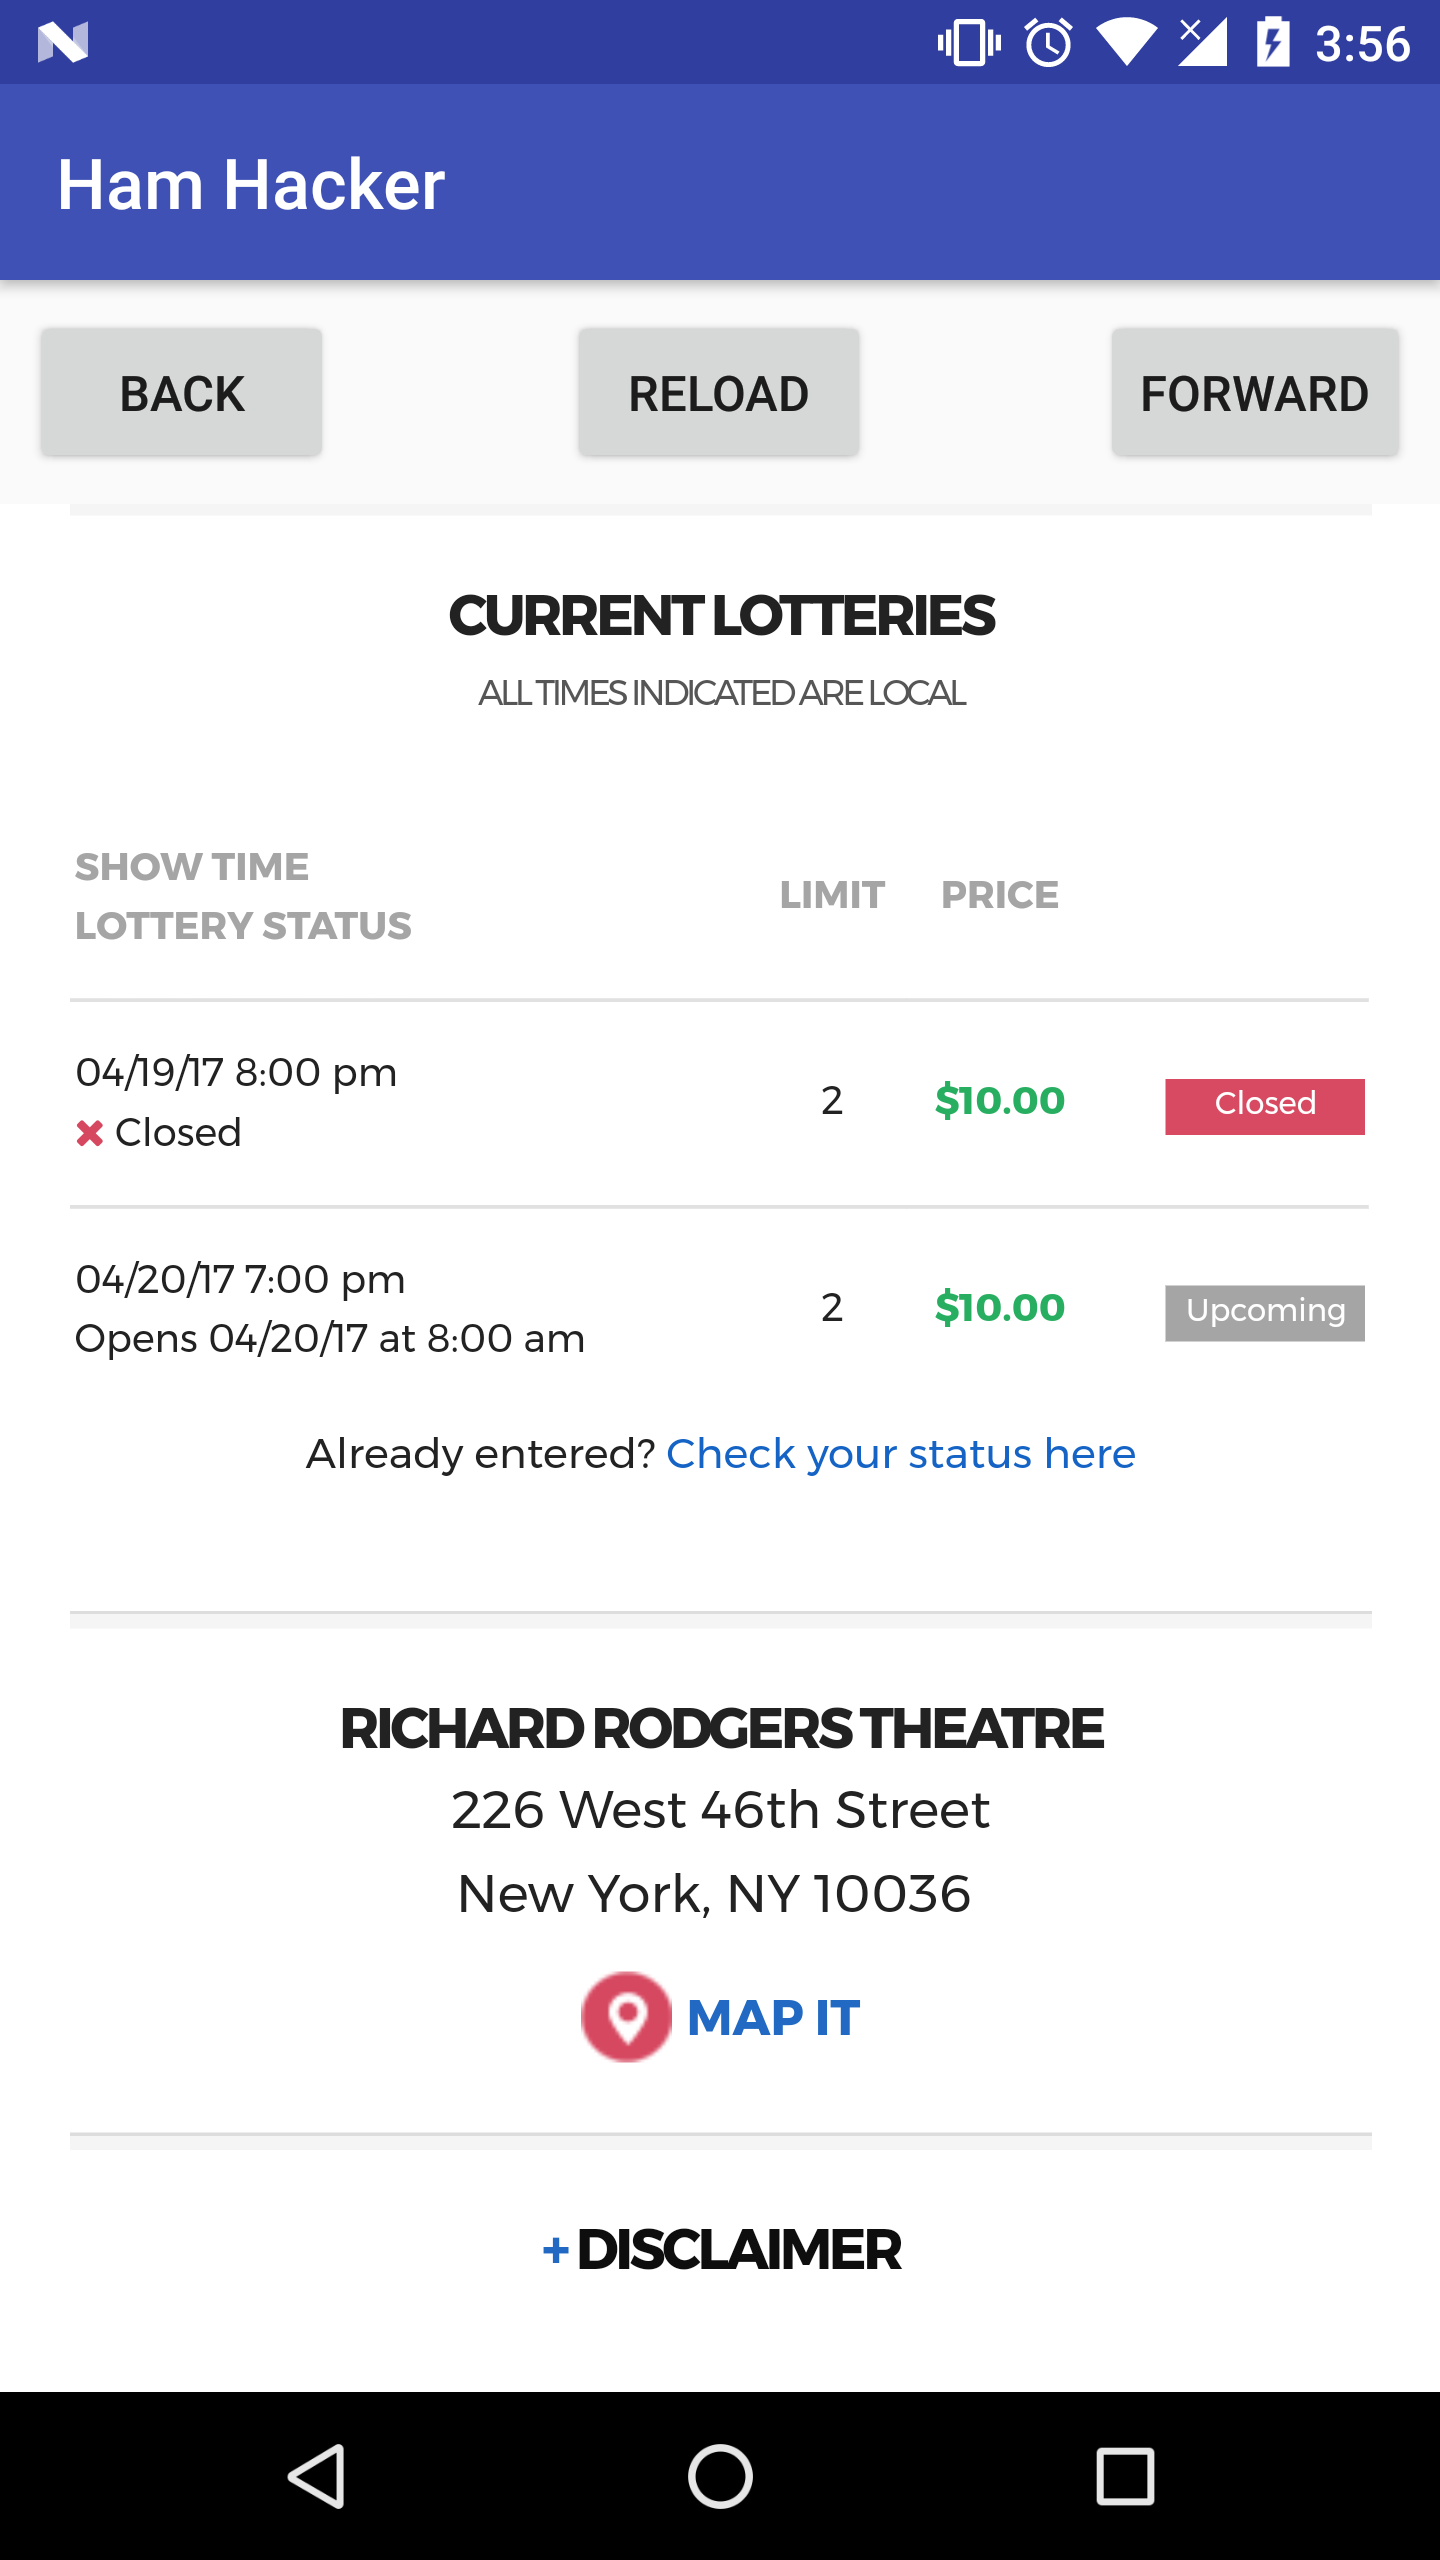 3:56
Ham Hacker
BACK RELOAD FORWARD
CURRENT LOTTERIES
ALL TIMES INDICATED ARE LOCAL
SHOW TIME
LOTTERY STATUS
LIMIT PRICE
04/19/17 8:00 pm
Closed
2 $10.00 Closed
04/20/17 7:00 pm
Opens 04/20/17 at 8:00 am
2 $10.00 Upcoming
Already entered? Check your status here
RICHARD RODGERS THEATRE
226 West 46th Street
New York, NY 10036
MAP IT
+ DISCLAIMER